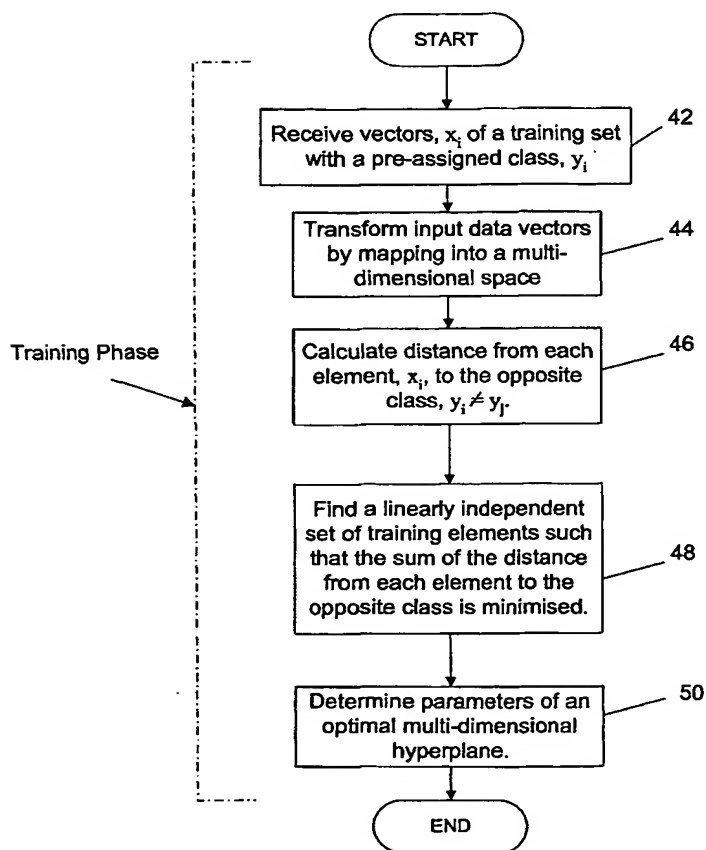 START
42
Receive vectors, xi of a training set
with a pre-assigned class, yi
Transform input data vectors
by mapping into a multi-
dimensional space
44
Training Phase
Calculate distance from each
element, xi, to the opposite
class, yi ≠ yj.
46
Find a linearly independent
set of training elements such
that the sum of the distance
from each element to the
opposite class is minimised.
48
Determine parameters of an
optimal multi-dimensional
hyperplane.
50
END